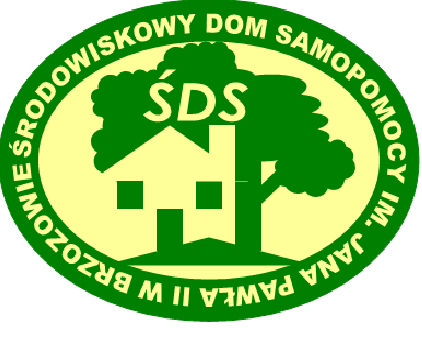 ŚRODOWISKOWY DOM SAMOPOMOCY IM. JANA PAWŁA II W BRZOZOWIE
ŚDS